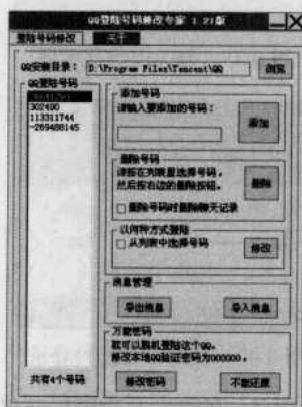 QQ登陆号码修改专家 1.21版
登陆号码修改 关于
QQ安装目录: D:\Program Files\Tencent\QQ 浏览
QQ登陆号码
302400
113311744
-269488145
共有4个号码
添加号码
请输入要添加的号码:
添加
删除号码
请您在列表里选择号码,
然后按右边的删除按钮。
删除
删除号码时删除聊天记录
以何种方式登陆
从列表中选择号码
修改
消息管理
导出消息 导入消息
万能密码
就可以脱机登陆这个QQ。
修改本地QQ验证密码为000000。
修改密码 不能还原